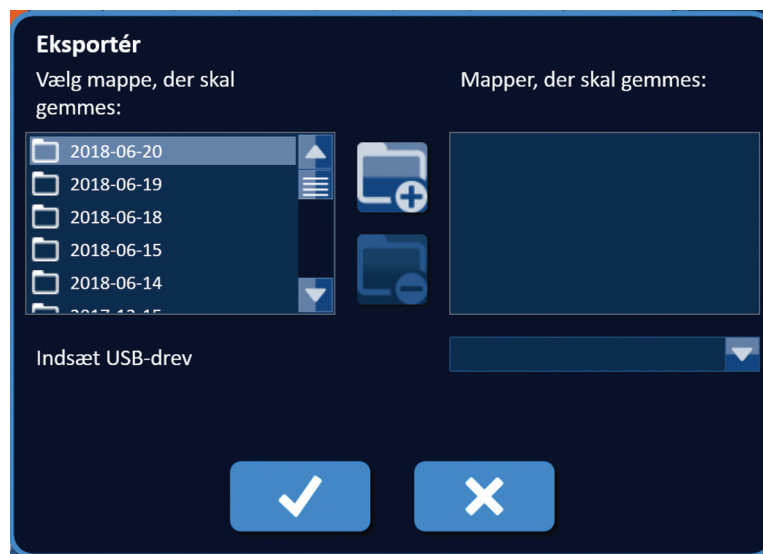 Eksportér
Vælg mappe, der skal
gemmes:
Mapper, der skal gemmes:
2018-06-20
2018-06-19
2018-06-18
2018-06-15
2018-06-14
Indsæt USB-drev